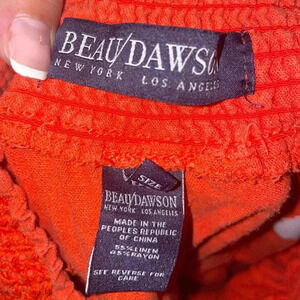 BEAU/DAWSON
NEW YORK LOS ANGELES
SIZE
BEAU/DAWSON
NEW YORK LOS ANGELES
MADE IN THE
PEOPLES REPUBLIC
OF CHINA
55% LINEN
45% RAYON
SEE REVERSE FOR
CARE